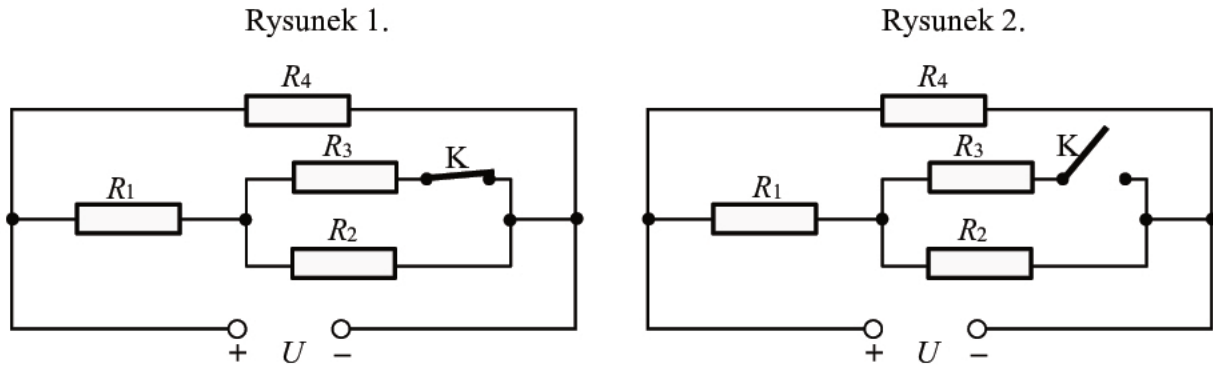 Rysunek 1.
R4
R3
K
R1
R2
+ U −
Rysunek 2.
R4
R3
K
R1
R2
+ U −